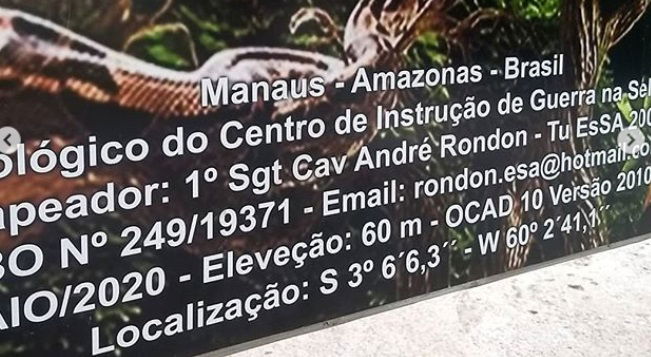 Manaus - Amazonas - Brasil
ológico do Centro de Instrução de Guerra na Sel
apeador: 1º Sgt Cav André Rondon - Tu EsSA 200
BO Nº 249/19371 - Email: rondon.esa@hotmail.co
AIO/2020 - Eleveção: 60 m - OCAD 10 Versão 2010
Localização: S 3º 6´6,3´´ - W 60º 2´41,1´´